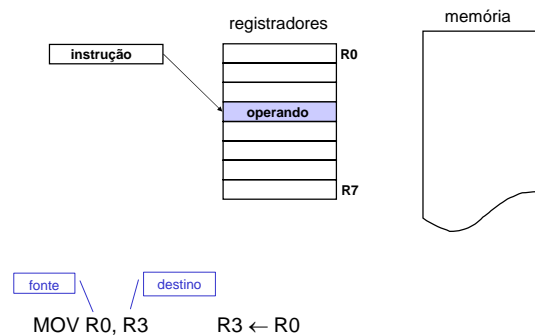 registradores
memória
instrução
R0
operando
R7
fonte
destino
MOV R0, R3
R3 ← R0